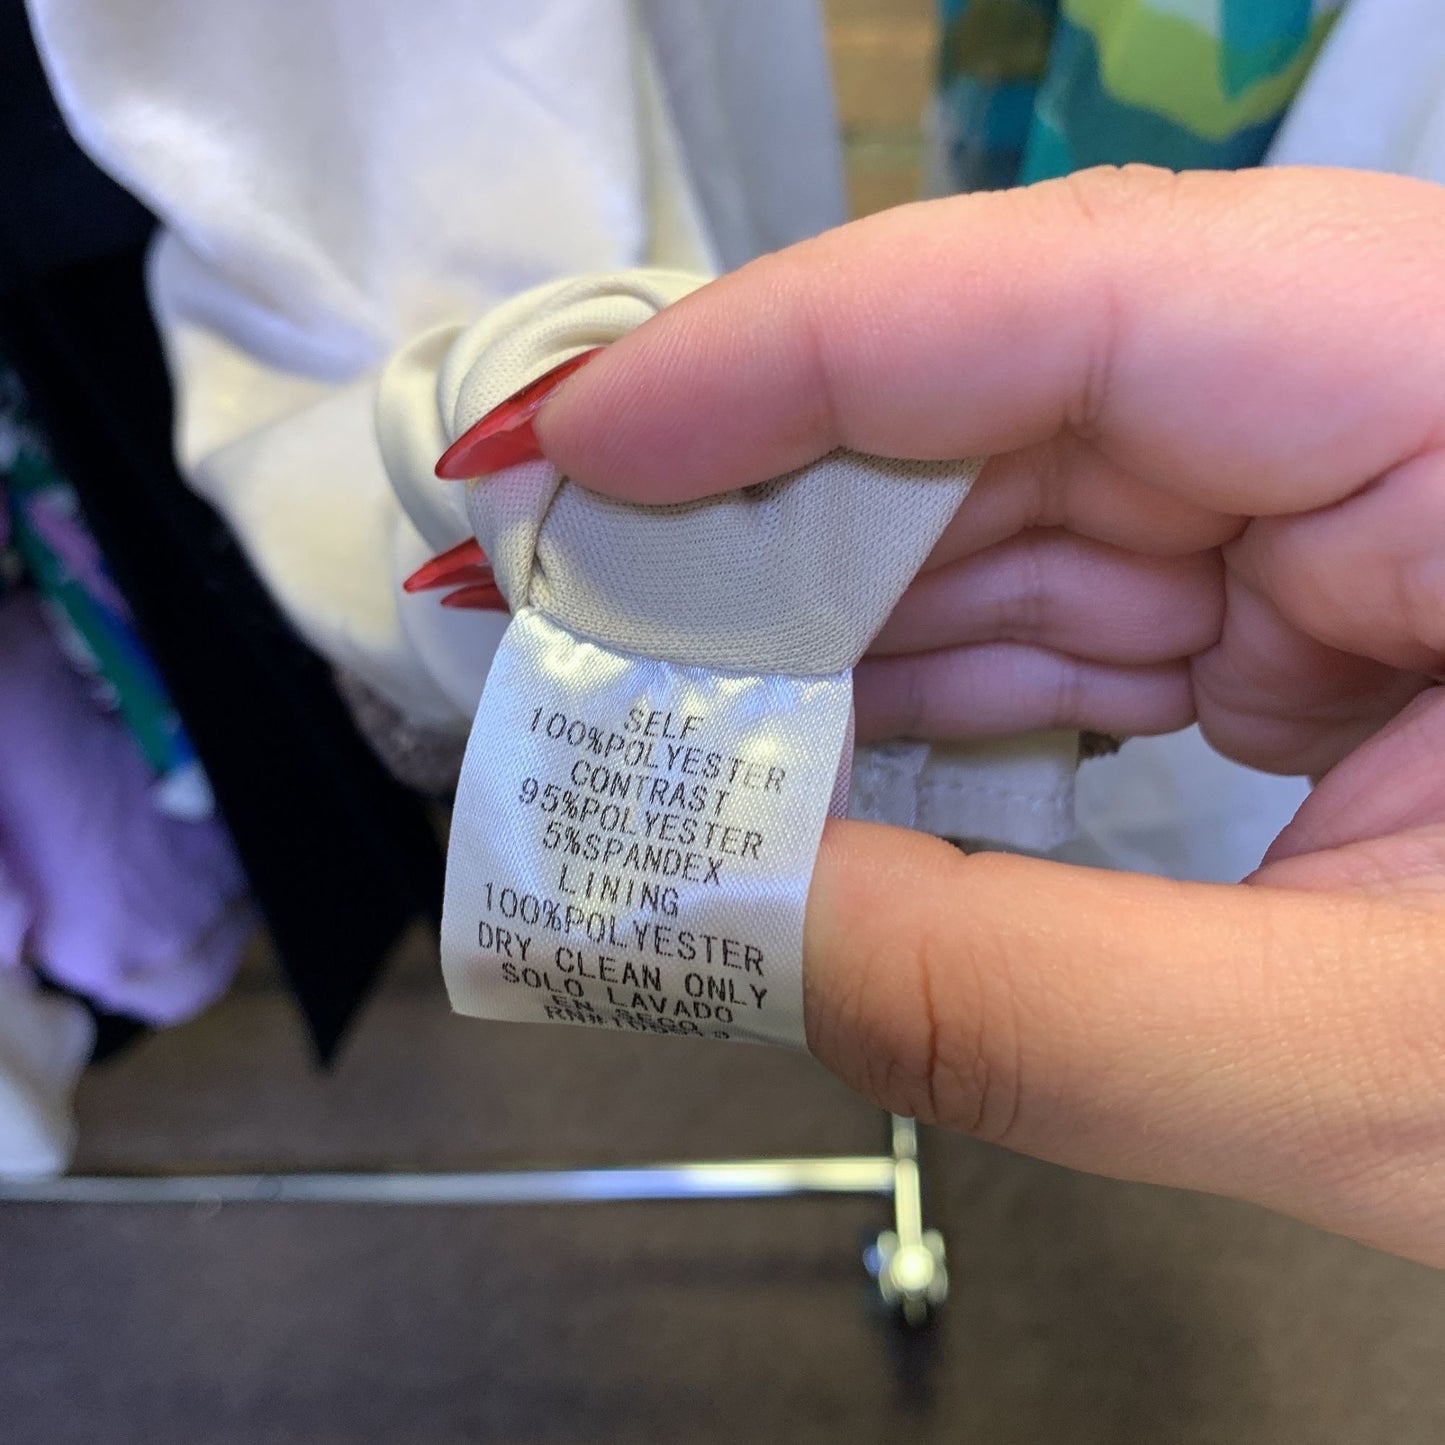 SELF
100%POLYESTER
CONTRAST
95%POLYESTER
5%SPANDEX
LINING
100%POLYESTER
DRY CLEAN ONLY
SOLO LAVADO
EN SECO